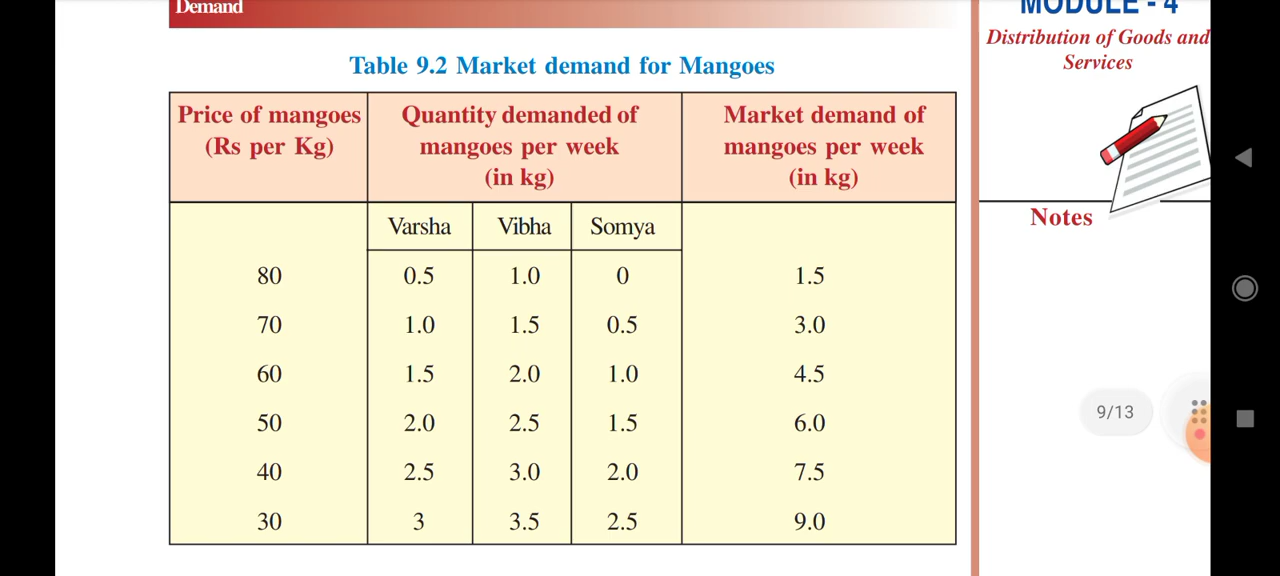 Demand
MODULE - 4
Distribution of Goods and
Services
Table 9.2 Market demand for Mangoes
Price of mangoes Quantity demanded of Market demand of
(Rs per Kg) mangoes per week mangoes per week
(in kg) (in kg)
Notes
Varsha Vibha Somya
80 0.5 1.0 0 1.5
70 1.0 1.5 0.5 3.0
60 1.5 2.0 1.0 4.5
50 2.0 2.5 1.5 6.0
40 2.5 3.0 2.0 7.5
30 3 3.5 2.5 9.0
9/13